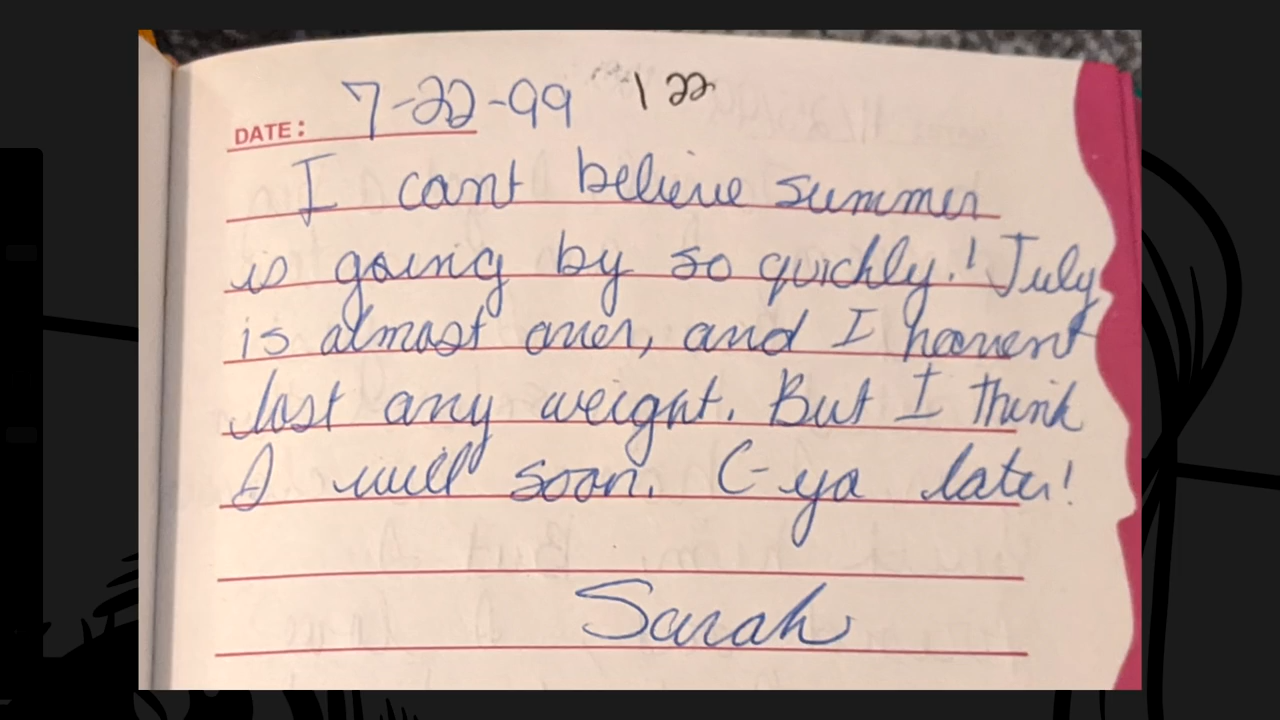 DATE: 7-22-99 122
I cant believe summer
is going by so quickly! July
is almost over, and I havent
lost any weight. But I think
I will soon. C-ya later!
Sarah